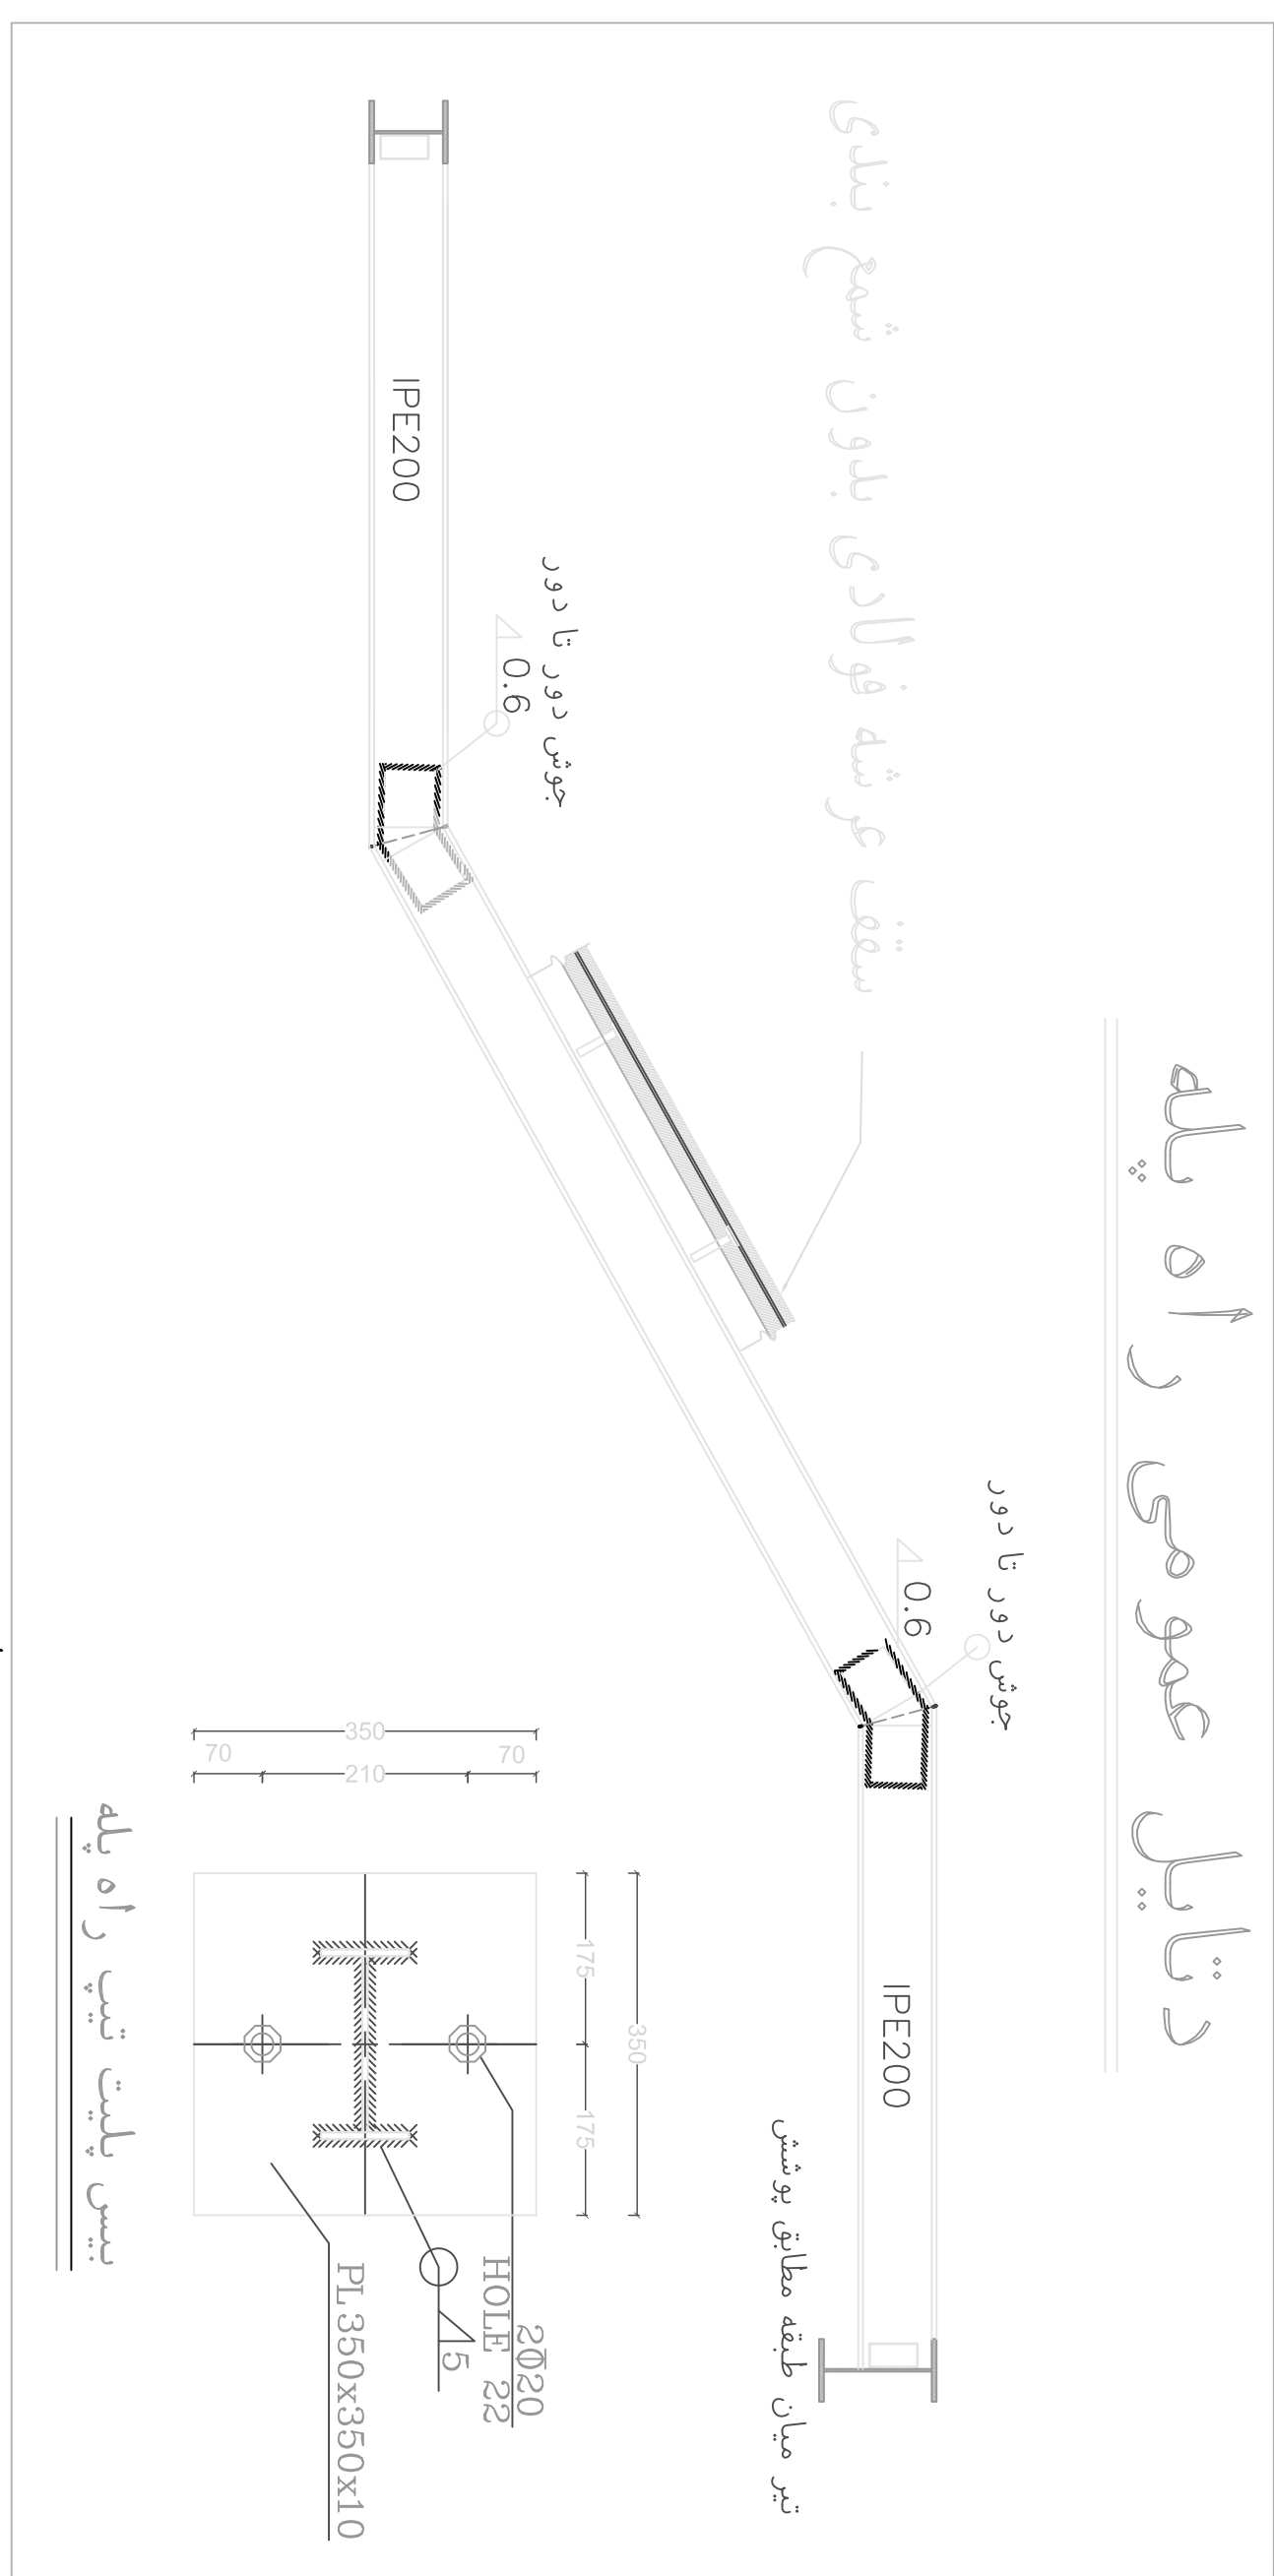 دتایل عمومی راه پله
سقف عرشه فولادی بدون شمع بندی
جوش دور تا دور
0.6
IPE200
جوش دور تا دور
0.6
IPE200
تیر میان طبقه مطابق پوشش
350
70
210
70
175
175
350
2Φ20
HOLE 22
5
PL350x350x10
بیس پلیت تیپ راه پله